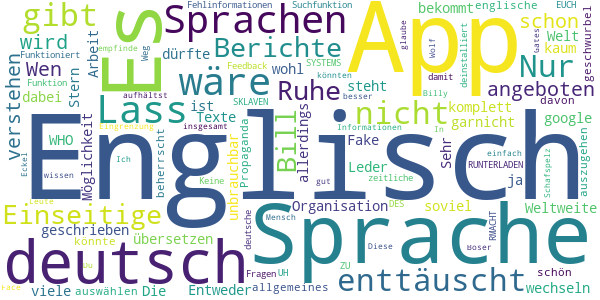 gibt
Es
Sprachen
App
Fehlinformationen
Suchfunktion
bekommt
englische
EUCH
schon
Welt
kaum
geschwurbel
wird
Arbeit
Funktioniert
empfinde
Weg
Berichte
dürfte
SYSTEMS
könnten
glaube
Wolf
damit
deinstalliert
Billy
Gates
Nur
angeboten
verstehen
Wen
Funktion
dabei
stern
wäre
Feedback
wohl
besser
steht
Informationen
In
komplett
davon
google
garnicht
einfach
RUNTERLADEN
auszugehen
Schafspelz
Lass
Ruhe
SKLAVEN
ist
Texte
Eingrenzung
WHO
Möglichkeit
beherrscht
Ich
aufhältst
insgesamt
unbrauchbar
Propaganda
Bill
allerdings
nicht
Fake
Sehr
Leder
zeitliche
ja
Englisch
Eckel
wissen
Keine
gut
Einseitige
Leute
geschrieben
könnte
übersetzen
deutsche
Organisation
Mensch
DES
soviel
Diese
Weltweite
Böser
RMACHT
schön
deutsch
Sprache
Face
viele
auswählen
Die
Du
Entweder
Fragen
UH
allgemeines
ZU
enttäuscht
wechseln